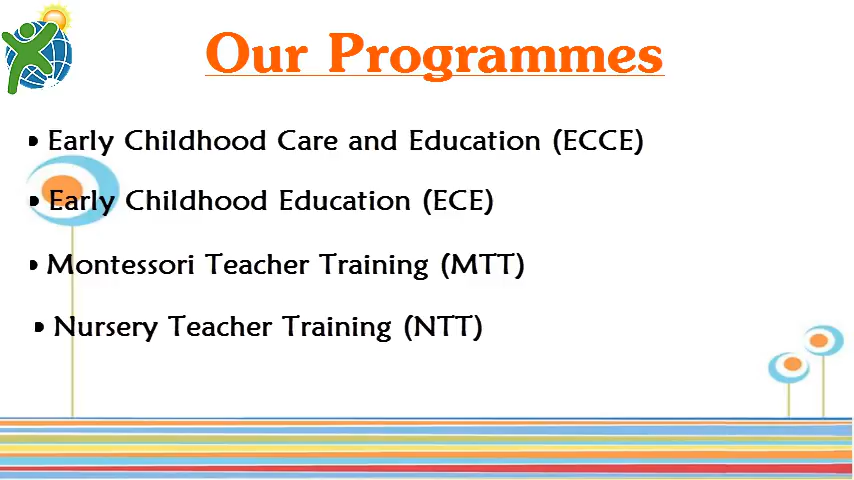 Our Programmes
• Early Childhood Care and Education (ECCE)
• Early Childhood Education (ECE)
• Montessori Teacher Training (MTT)
• Nursery Teacher Training (NTT)